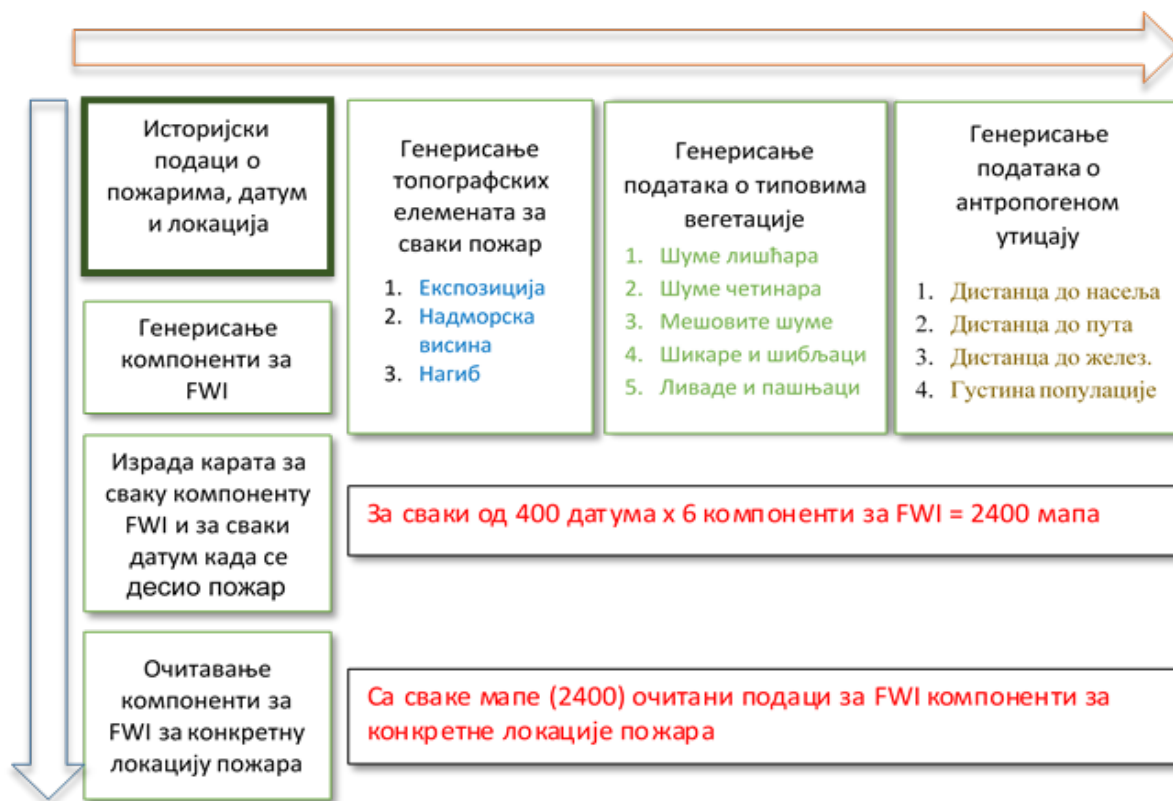 Историјски
подаци о
пожарима, датум
и локација
Генерисање
топографских
елемената за
сваки пожар
1. Експозиција
2. Надморска
висина
3. Нагиб
Генерисање
података о типовима
вегетације
1. Шуме лишћара
2. Шуме четинара
3. Мешовите шуме
4. Шикаре и шибљаци
5. Ливаде и пашњаци
Генерисање
података о
антропогеном
утицају
1. Дистанца до насеља
2. Дистанца до пута
3. Дистанца до желез.
4. Густина популације
Генерисање
компоненти за
FWI
Израда карата за
сваку компоненту
FWI и за сваки
датум када се
десио пожар
За сваки од 400 датума x 6 компоненти за FWI = 2400 мапа
Очитавање
компоненти за
FWI за конкретну
локацију пожара
Са сваке мапе (2400) очитани подаци за FWI компоненти за
конкретне локације пожара